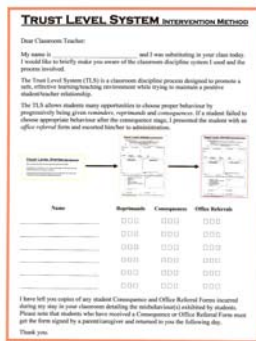 TRUST LEVEL SYSTEM INTERVENTION METHOD
Dear Classroom Teacher:
My name is ____________________ and I was substituting in your class today.
I would like to briefly make you aware of the classroom discipline system I used and the
process involved.
The Trust Level System (TLS) is a classroom discipline process designed to promote a
safe, effective learning/teaching environment while trying to maintain a positive
student/teacher relationship.
The TLS allows students many opportunities to choose proper behaviour by
progressively being given reminders, reprimands and consequences. If a student failed to
choose appropriate behaviour after the consequence stage, I presented the student with an
office referral form and escorted him/her to administration.
TRUST LEVEL SYSTEM
Name Reprimands Consequences Office Referrals
I have left you copies of any student Consequence and Office Referral Forms incurred
during my stay in your classroom detailing the misbehaviour(s) exhibited by students.
Please note that students who have received a Consequence or Office Referral Form must
get the form signed by a parent/caregiver and returned to you the following day.
Thank you.